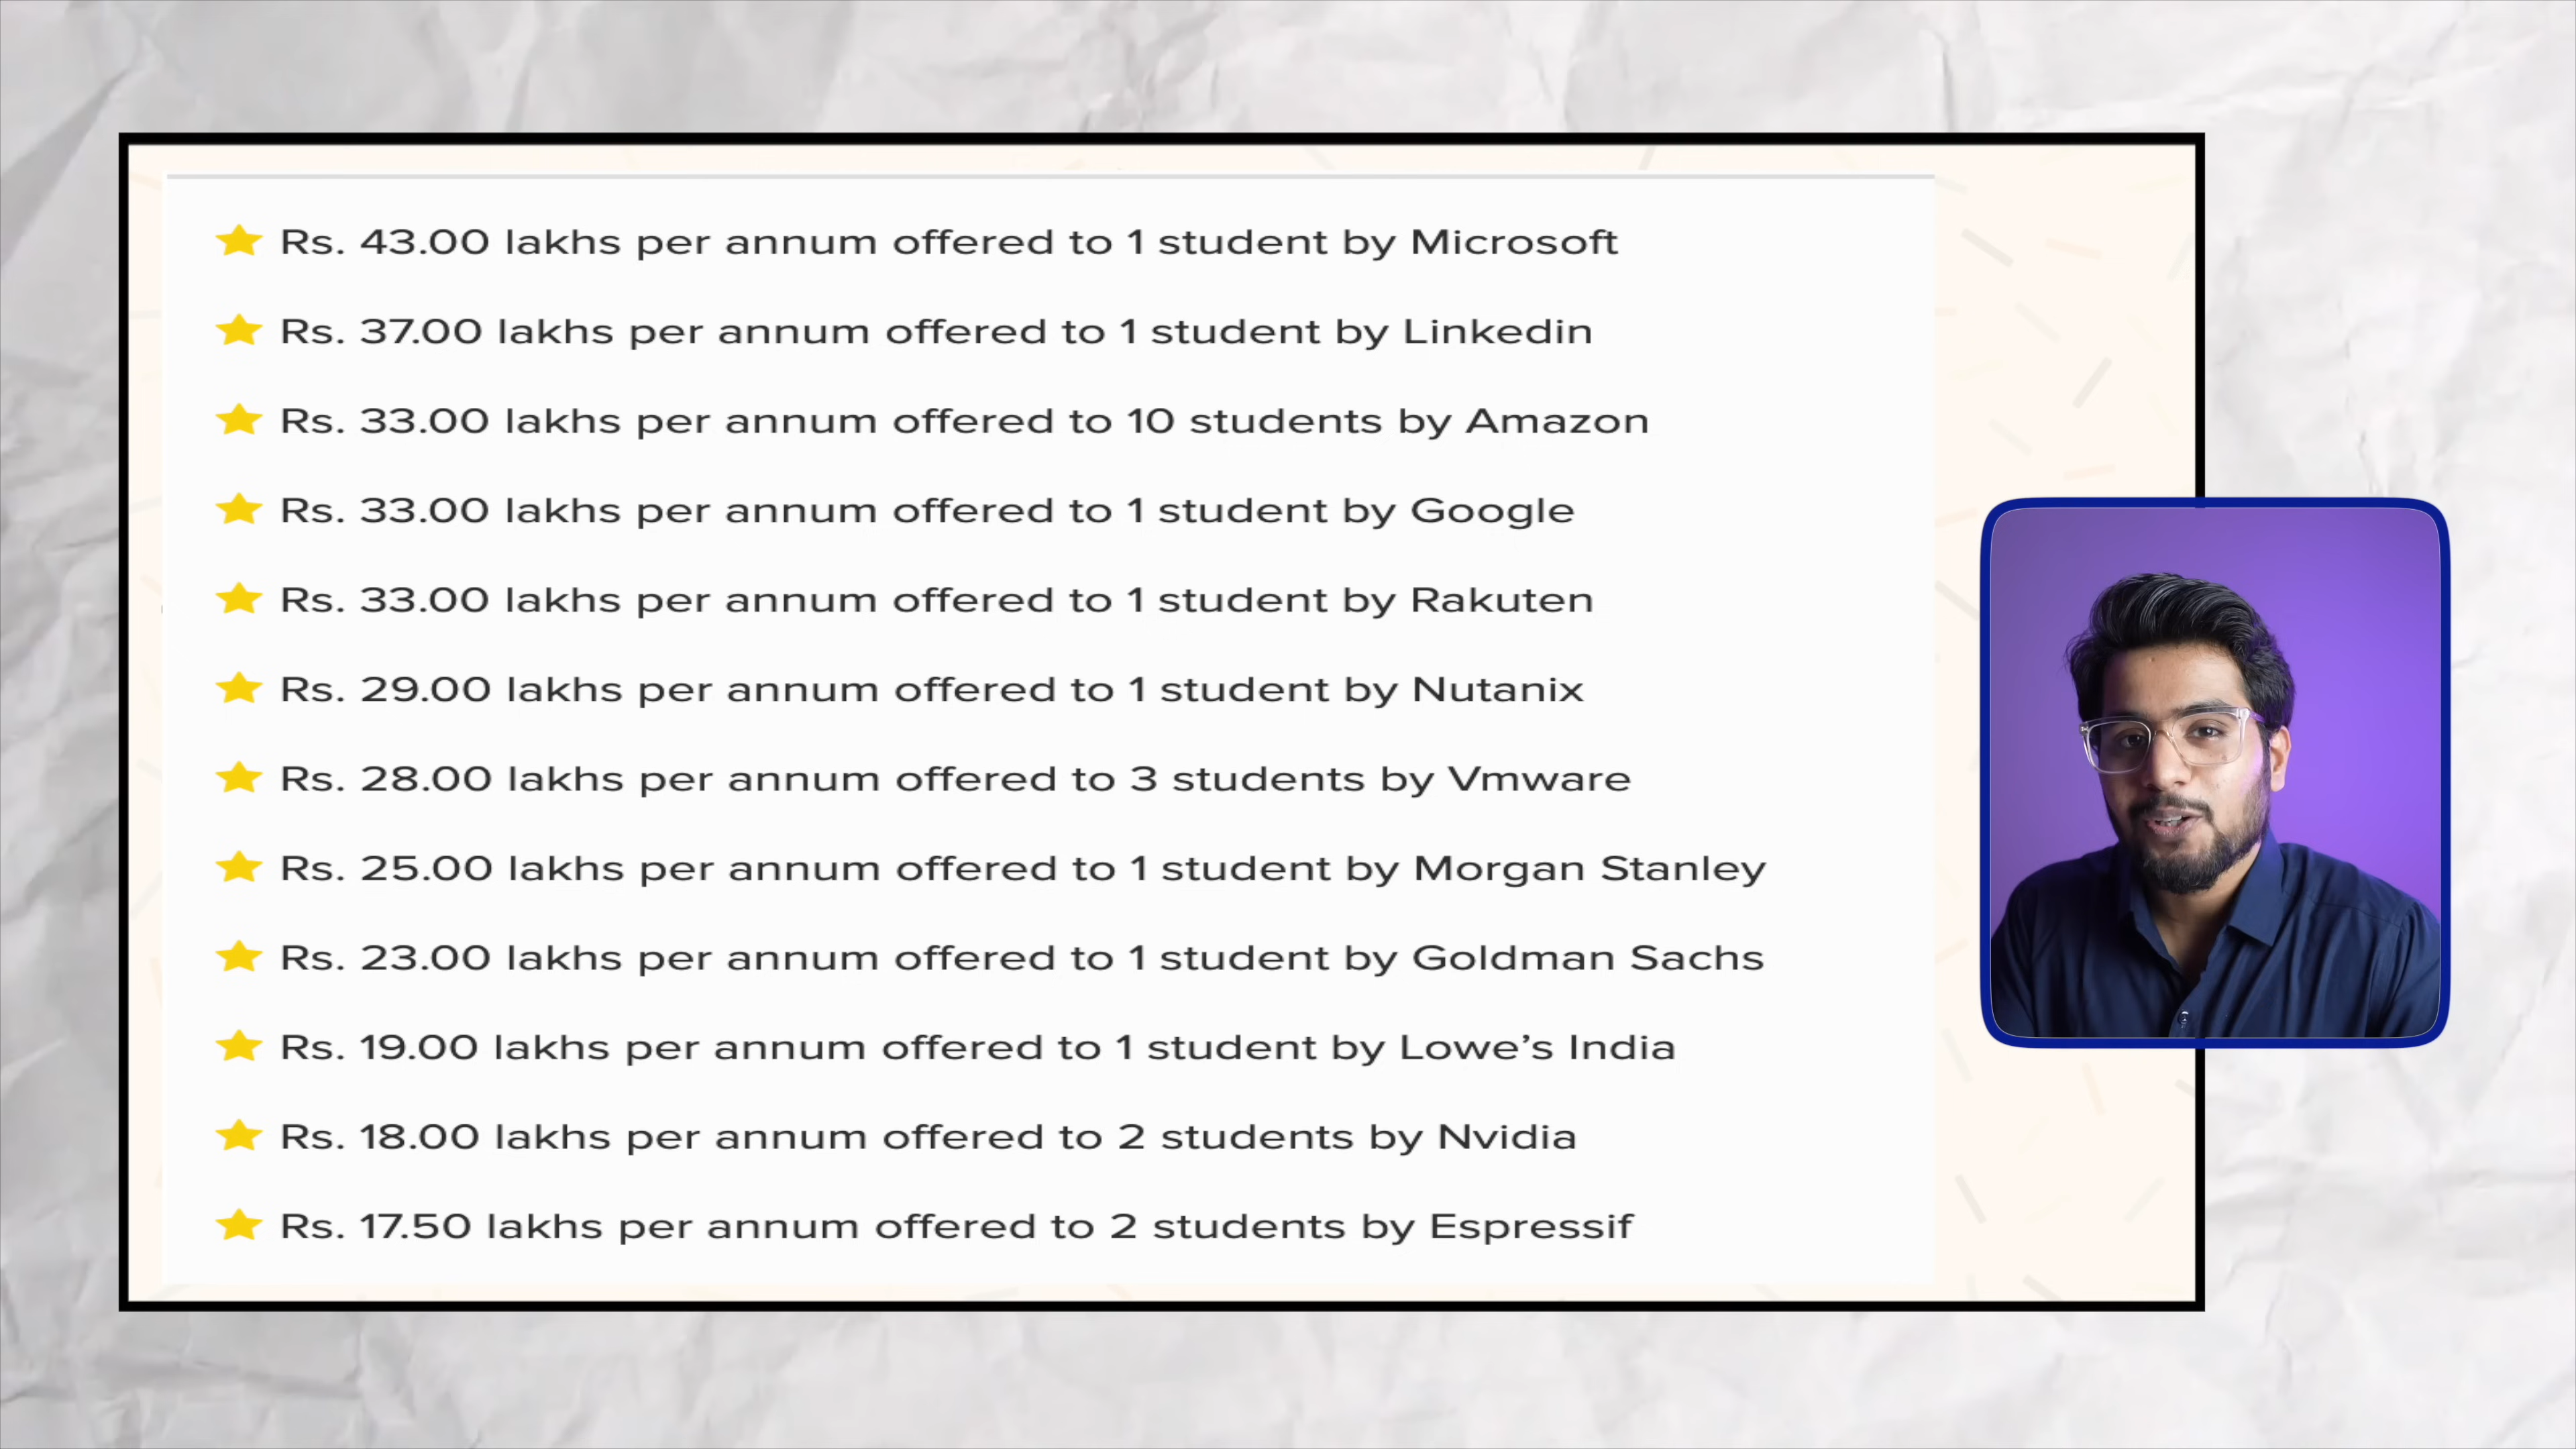 Rs. 43.00 lakhs per annum offered to 1 student by Microsoft
Rs. 37.00 lakhs per annum offered to 1 student by Linkedin
Rs. 33.00 lakhs per annum offered to 10 students by Amazon
Rs. 33.00 lakhs per annum offered to 1 student by Google
Rs. 33.00 lakhs per annum offered to 1 student by Rakuten
Rs. 29.00 lakhs per annum offered to 1 student by Nutanix
Rs. 28.00 lakhs per annum offered to 3 students by Vmware
Rs. 25.00 lakhs per annum offered to 1 student by Morgan Stanley
Rs. 23.00 lakhs per annum offered to 1 student by Goldman Sachs
Rs. 19.00 lakhs per annum offered to 1 student by Lowe’s India
Rs. 18.00 lakhs per annum offered to 2 students by Nvidia
Rs. 17.50 lakhs per annum offered to 2 students by Espressif